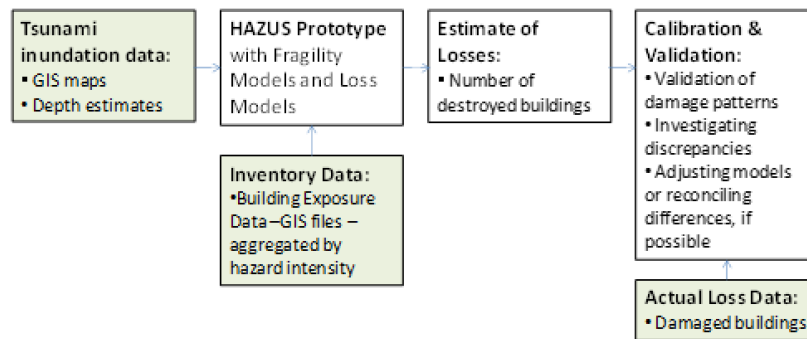 Tsunami
inundation data:
▪ GIS maps
▪ Depth estimates
HAZUS Prototype
with Fragility
Models and Loss
Models
Estimate of
Losses:
▪ Number of
destroyed buildings
Calibration &
Validation:
• Validation of
damage patterns
• Investigating
discrepancies
• Adjusting models
or reconciling
differences, if
possible
Inventory Data:
•Building Exposure
Data –GIS files –
aggregated by
hazard intensity
Actual Loss Data:
▪ Damaged buildings